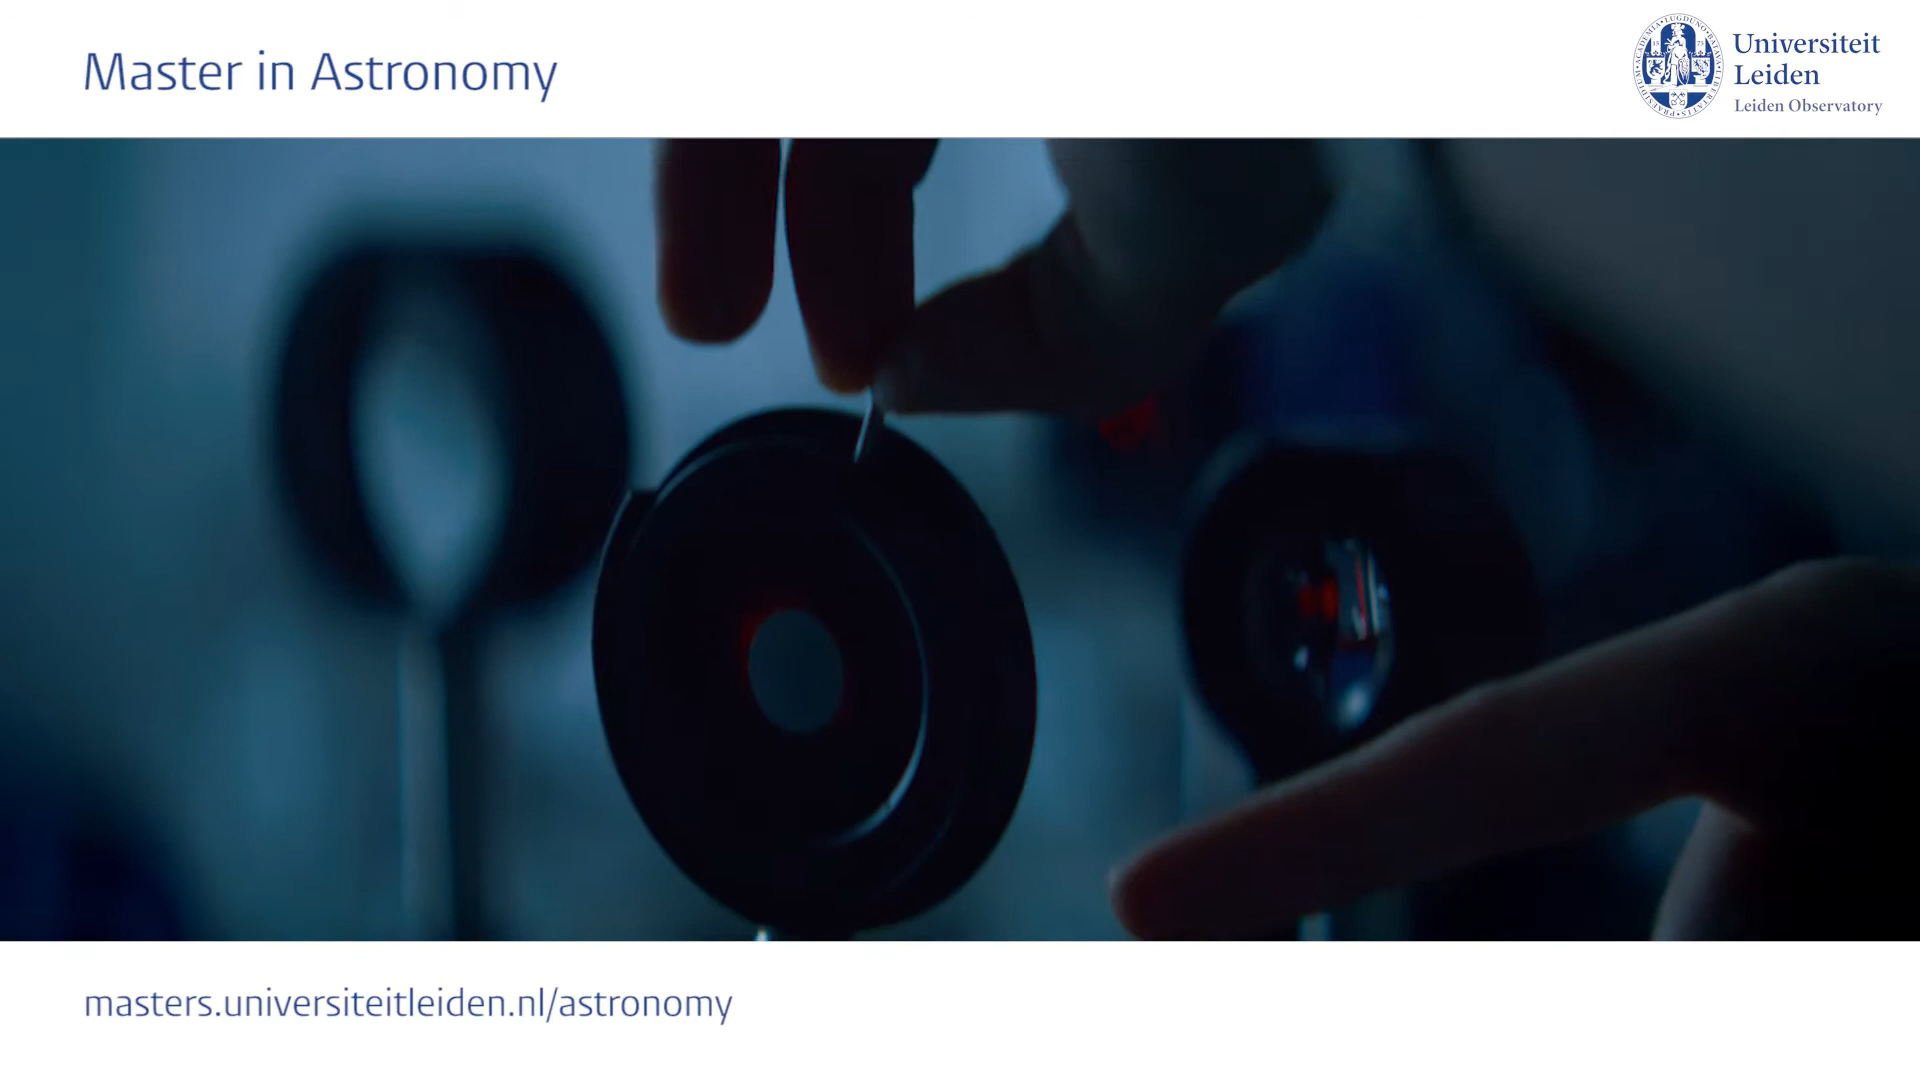 Master in Astronomy
Universiteit
Leiden
Leiden Observatory
masters.universiteitleiden.nl/astronomy